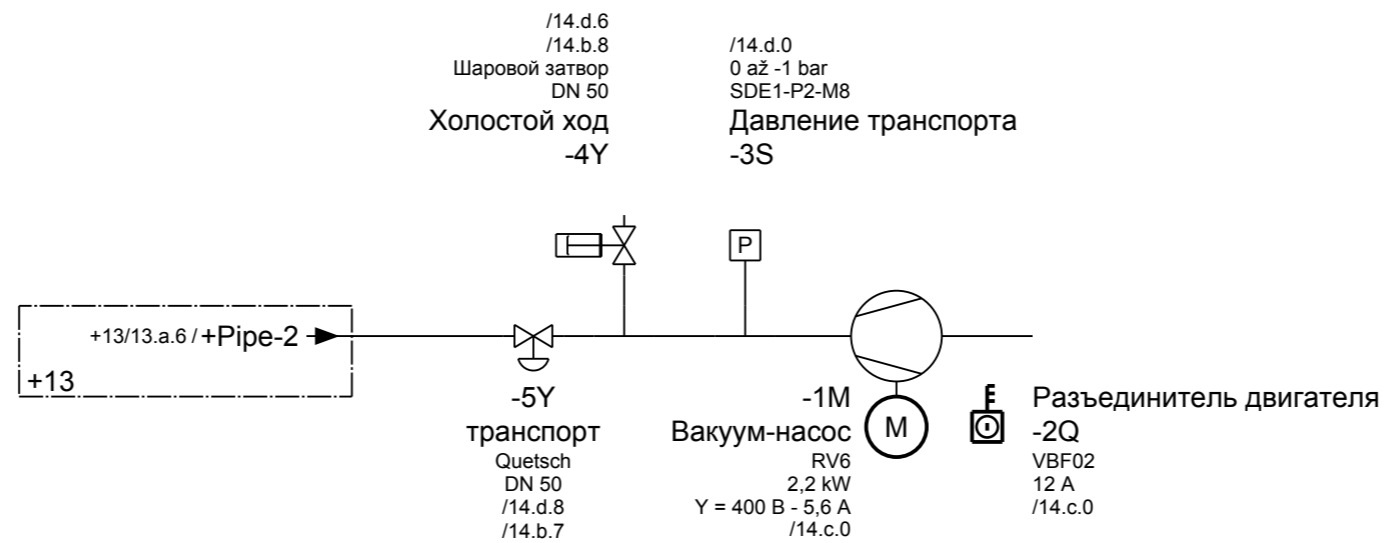 /14.d.6
/14.b.8
Шаровой затвор
DN 50
Холостой ход
-4Y
/14.d.0
0 až -1 bar
SDE1-P2-M8
Давление транспорта
-3S
P
+13/13.a.6 / +Pipe-2
+13
-5Y
транспорт
Quetsch
DN 50
/14.d.8
/14.b.7
-1M
Вакуум-насос
RV6
2,2 kW
Y = 400 В - 5,6 A
/14.c.0
M
Разъединитель двигателя
-2Q
VBF02
12 A
/14.c.0